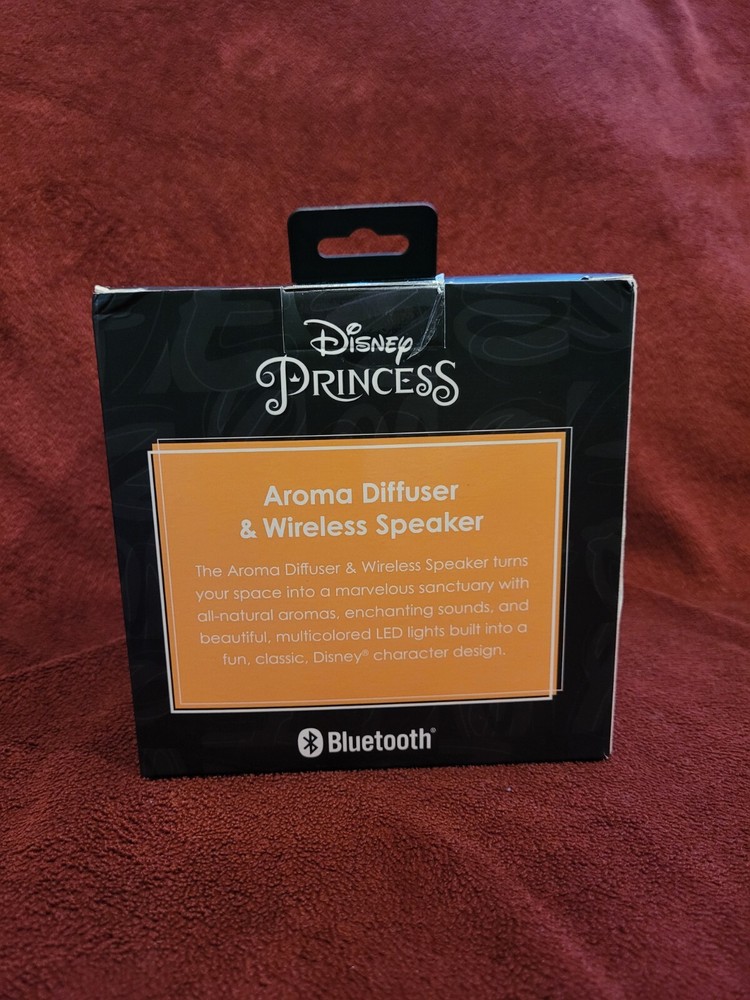 Disney
Princess
Aroma Diffuser
& Wireless Speaker
The Aroma Diffuser & Wireless Speaker turns
your space into a marvelous sanctuary with
all-natural aromas, enchanting sounds, and
beautiful, multicolored LED lights built into a
fun, classic, Disney® character design.
Bluetooth®